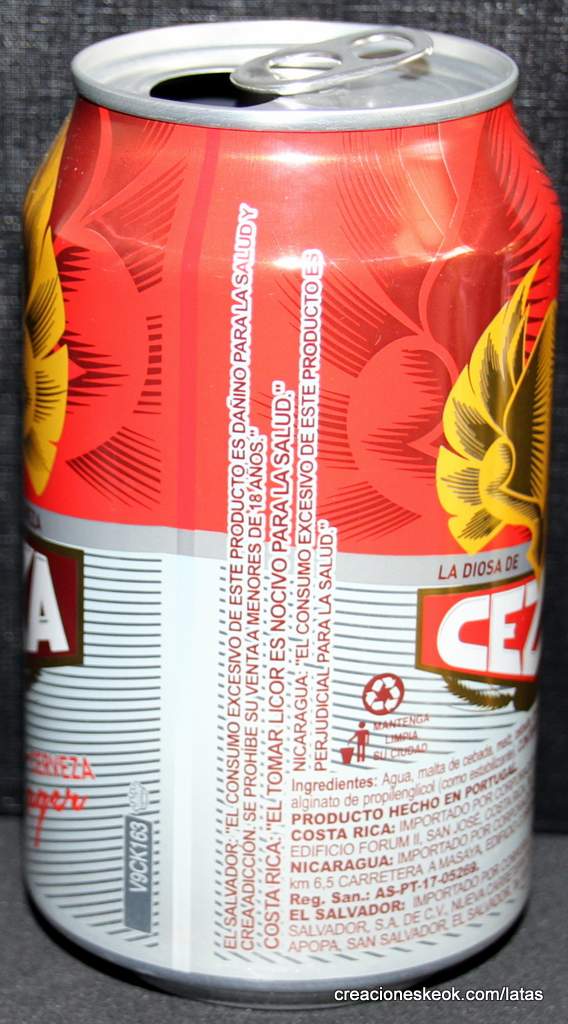 EL SALVADOR: "EL CONSUMO EXCESIVO DE ESTE PRODUCTO ES DAÑINO PARA LA SALUD Y
CREA ADICCIÓN. SE PROHIBE SU VENTA A MENORES DE 18 AÑOS."
COSTA RICA: "EL TOMAR LICOR ES NOCIVO PARA LA SALUD."
NICARAGUA: "EL CONSUMO EXCESIVO DE ESTE PRODUCTO ES
PERJUDICIAL PARA LA SALUD."
LA DIOSA DE
CEZ
A
CERVEZA
V9CK163
MANTENGA
LIMPIA
SU CIUDAD
Ingredientes: Agua, malta de cebada, maíz,
alginato de propilenglicol (como estabilizante),
PRODUCTO HECHO EN PORTUGAL
COSTA RICA: IMPORTADO POR
EDIFICIO FORUM II, SAN JOSÉ, COSTA
NICARAGUA: IMPORTADO POR
km 6,5 CARRETERA A MASAYA, EDIFICIO
Reg. San.: AS-PT-17-05269.
EL SALVADOR: IMPORTADO POR
SALVADOR, S.A. DE C.V., NUEVA
APOPA, SAN SALVADOR, EL SALVADOR,
creacioneskeok.com/latas